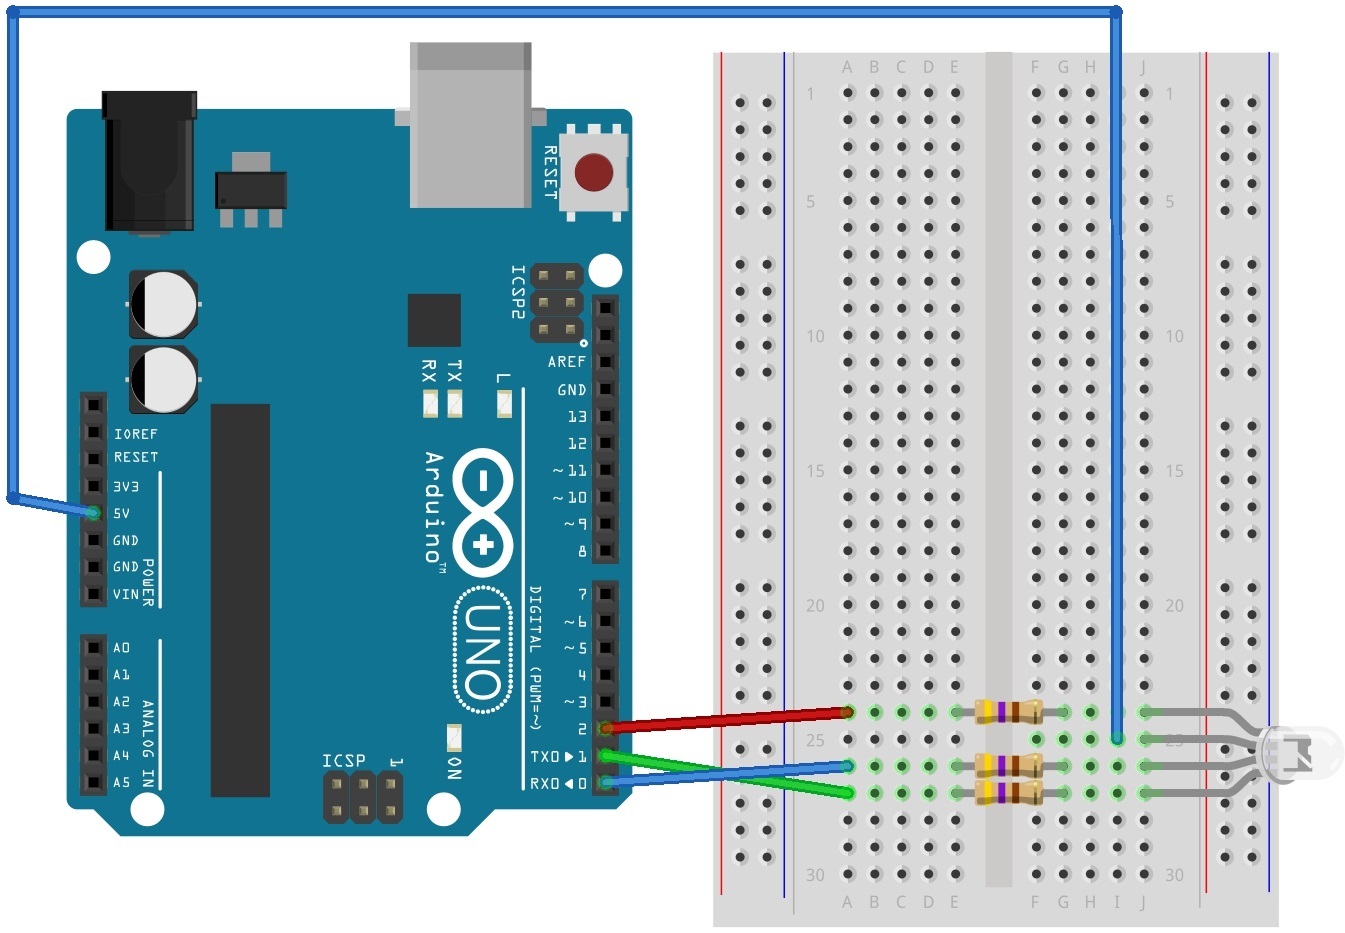 A B C D E F G H J
1 1
5 5
10 10
15 15
20 20
25 25
30 30
A B C D E F G H I J
RESET
ICSP2
AREF
GND
13
12
~11
~10
~9
8
7
~6
~5
4
~3
2
TX0▶1
RX0◀0
DIGITAL (PWM=~)
RX
TX
L
Arduino™
UNO
ON
ICSP
1
IOREF
RESET
3V3
5V
GND
GND
VIN
POWER
A0
A1
A2
A3
A4
A5
ANALOG IN